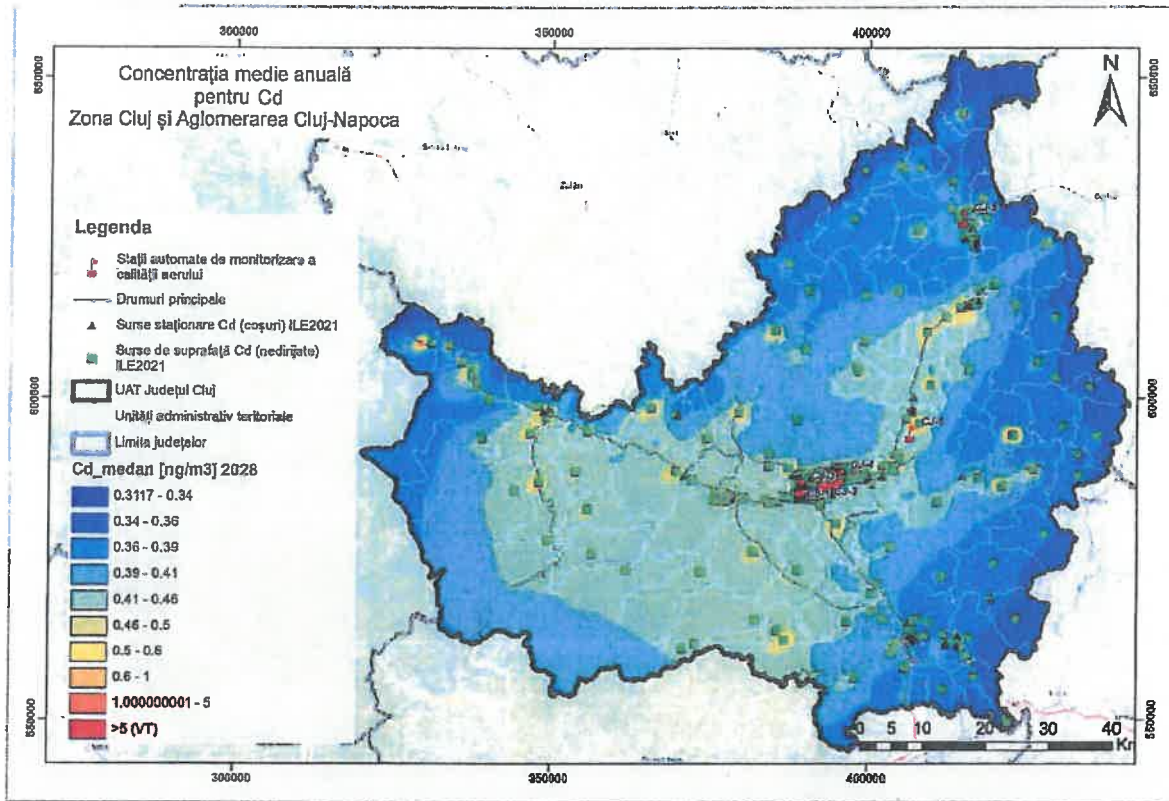 300000 350000 400000
650000 650000
Concentrația medie anuală
pentru Cd
Zona Cluj și Aglomerarea Cluj-Napoca
N
Zalău
Legenda
Stații automate de monitorizare a
calității aerului
Drumuri principale
Surse staționare Cd (coșuri) ILE2021
Surse de suprafață Cd (nedirijate)
ILE2021
UAT Județul Cluj
Unități administrativ teritoriale
Limita județelor
Cd_medan [ng/m3] 2028
0.3117 - 0.34
0.34 - 0.36
0.36 - 0.39
0.39 - 0.41
0.41 - 0.46
0.46 - 0.5
0.5 - 0.6
0.6 - 1
1.000000001 - 5
>5 (VT)
600000 600000
550000 550000
0 5 10 20 30 40
Km
300000 350000 400000